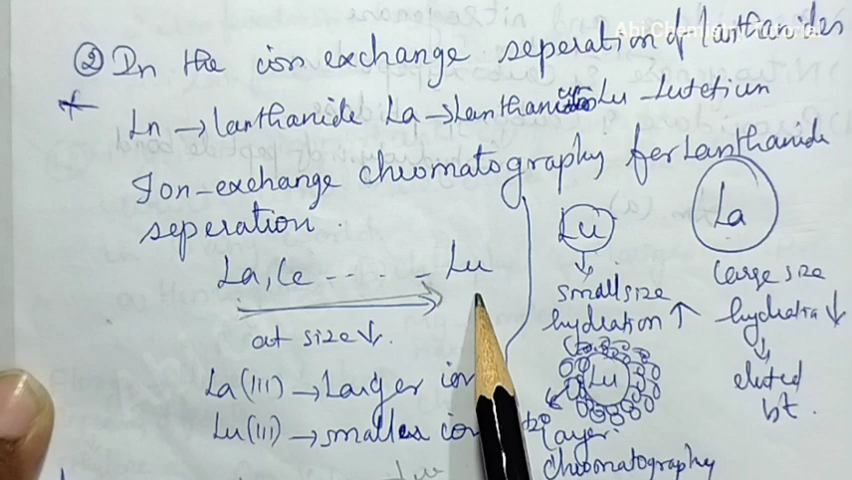 ② In the ion exchange seperation of lanthanides
Ln → lanthanide La → Lanthanum Lu - Lutetium
Ion-exchange chromatography for Lanthanide
seperation.
La, Ce - - - - - Lu
at size ↓.
La(III) → Larger ion
Lu(III) → smaller ion
Lu
↓
small size
hydration ↑
Lu
layer.
chromatography
La
Large size
hydration ↓
↓
eluted